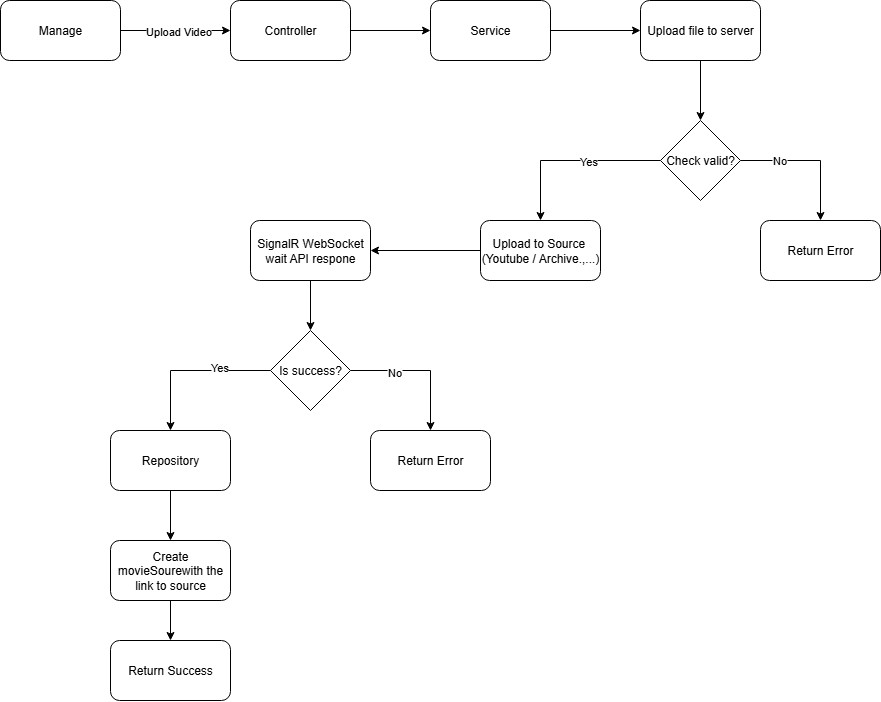 Manage
Upload Video
Controller
Service
Upload file to server
Check valid?
Yes
No
SignalR WebSocket
wait API respone
Upload to Source
(Youtube / Archive.,...)
Return Error
Is success?
Yes
No
Repository
Return Error
Create
movieSourewith the
link to source
Return Success